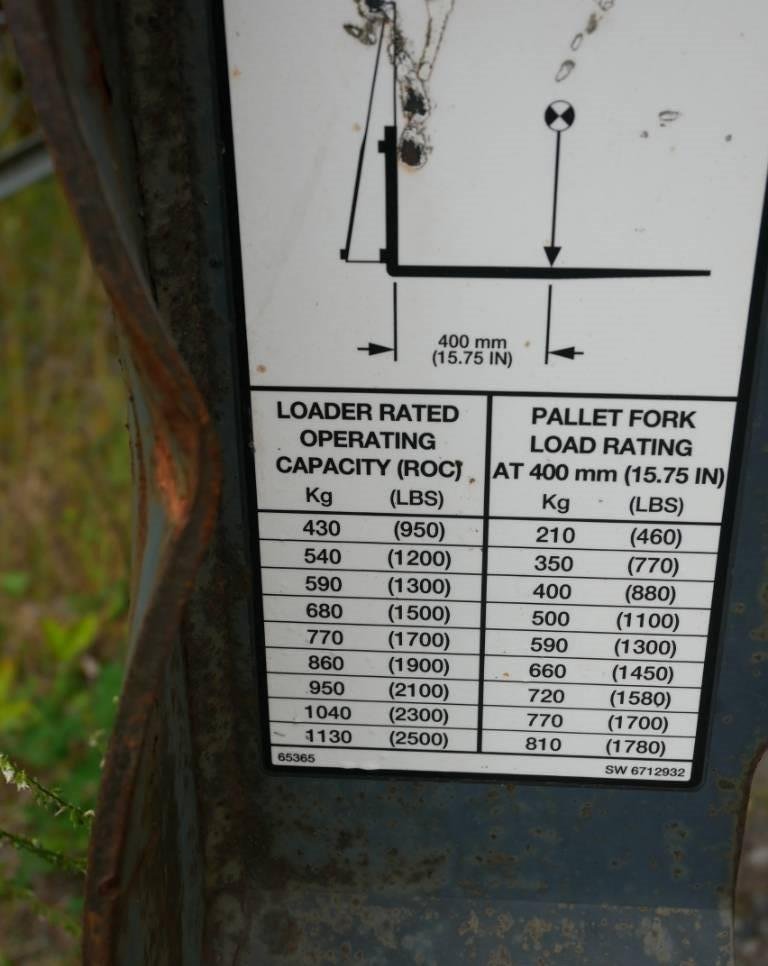 400 mm
(15.75 IN)
LOADER RATED
OPERATING
CAPACITY (ROC)
Kg (LBS)
PALLET FORK
LOAD RATING
AT 400 mm (15.75 IN)
Kg (LBS)
430 (950) 210 (460)
540 (1200) 350 (770)
590 (1300) 400 (880)
680 (1500) 500 (1100)
770 (1700) 590 (1300)
860 (1900) 660 (1450)
950 (2100) 720 (1580)
1040 (2300) 770 (1700)
1130 (2500) 810 (1780)
65365 SW 6712932